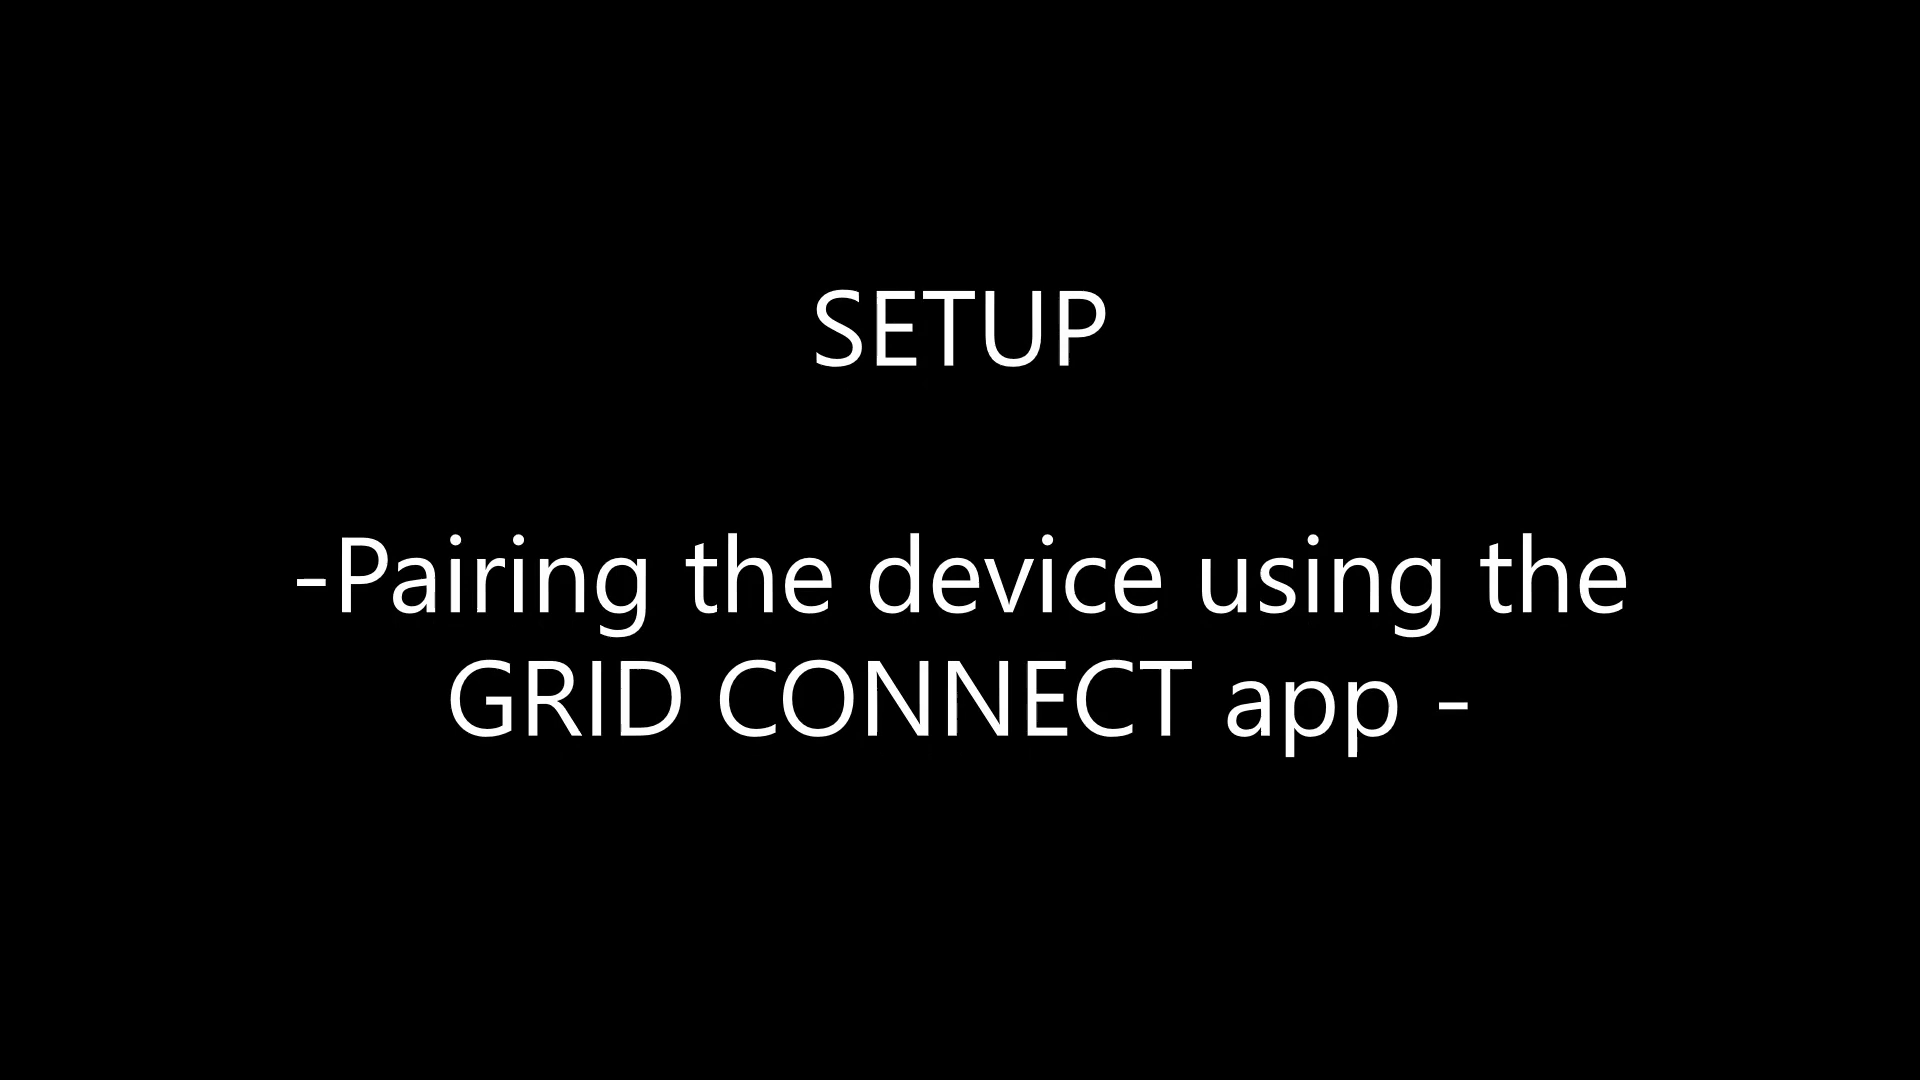 SETUP
-Pairing the device using the
GRID CONNECT app -